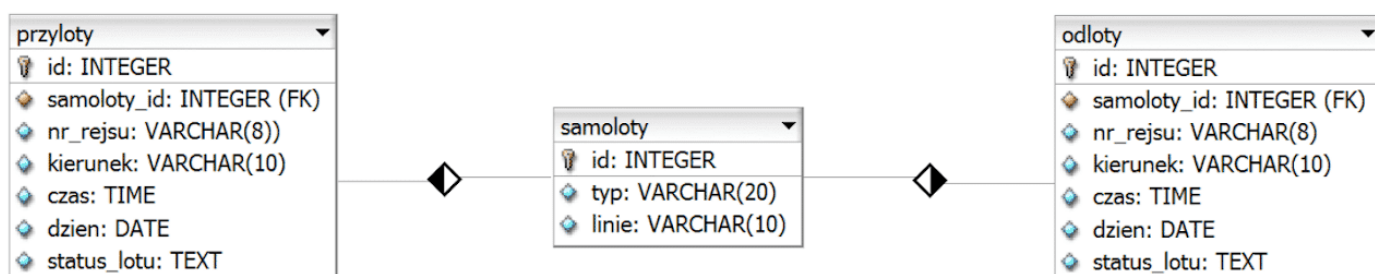 przyloty
id: INTEGER
samoloty_id: INTEGER (FK)
nr_rejsu: VARCHAR(8))
kierunek: VARCHAR(10)
czas: TIME
dzien: DATE
status_lotu: TEXT
samoloty
id: INTEGER
typ: VARCHAR(20)
linie: VARCHAR(10)
odloty
id: INTEGER
samoloty_id: INTEGER (FK)
nr_rejsu: VARCHAR(8)
kierunek: VARCHAR(10)
czas: TIME
dzien: DATE
status_lotu: TEXT